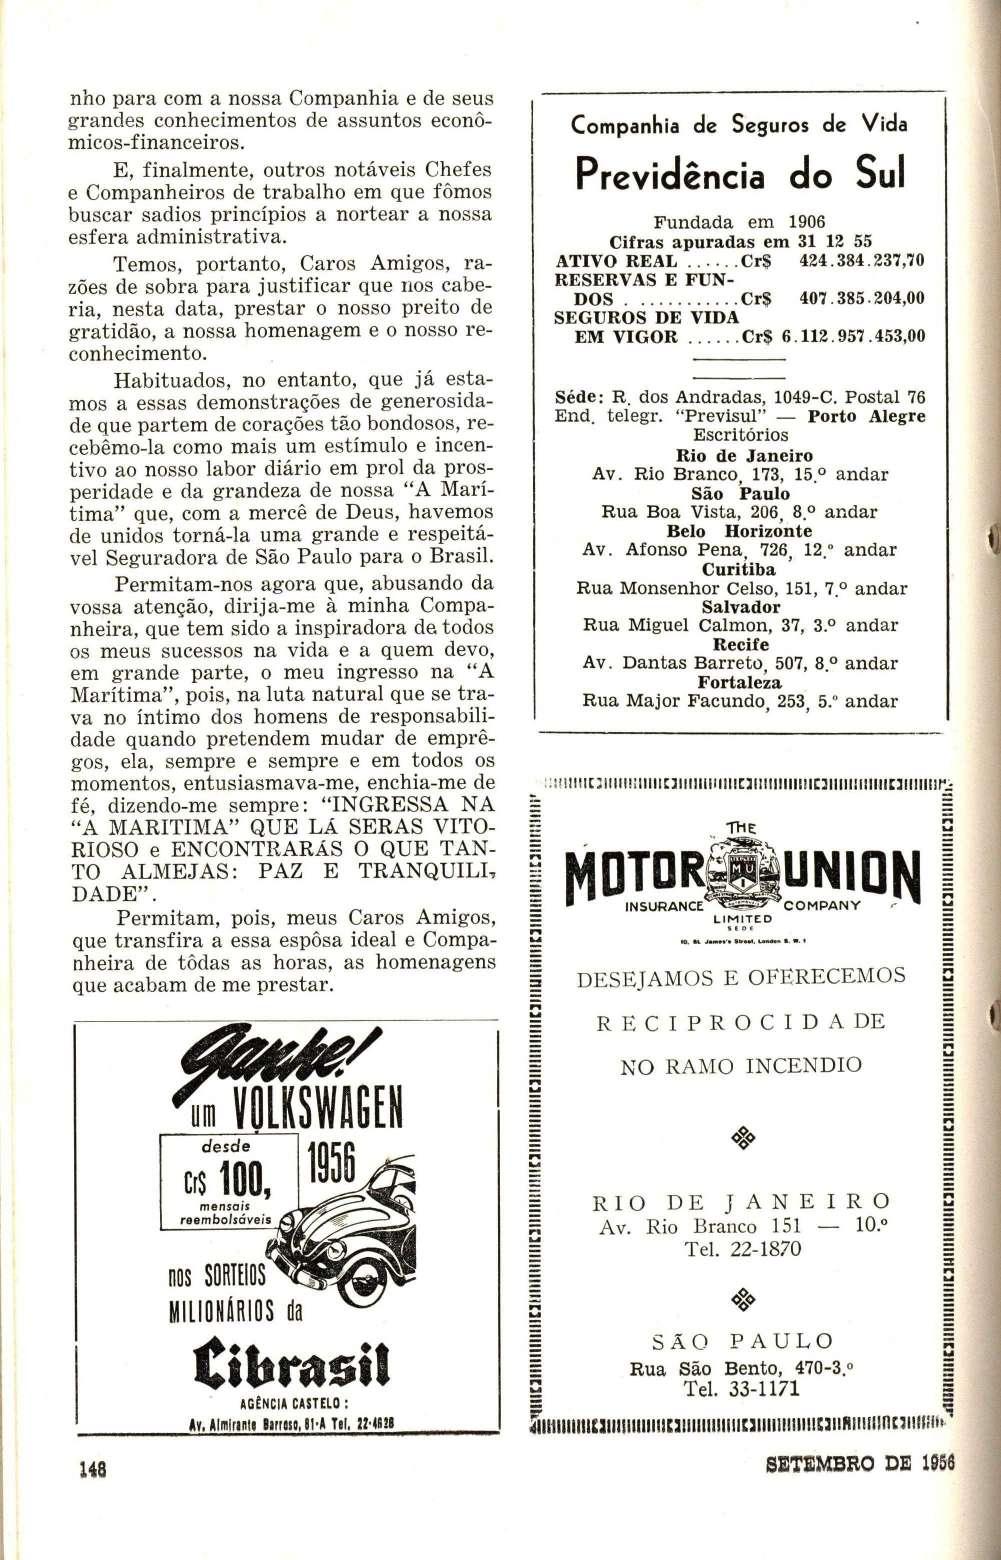 nho para com a nossa Companhia e de seus
grandes conhecimentos de assuntos econô-
micos-financeiros.
E, finalmente, outros notáveis Chefes
e Companheiros de trabalho em que fômos
buscar sadios princípios a nortear a nossa
esfera administrativa.
Temos, portanto, Caros Amigos, ra-
zões de sobra para justificar que nos cabe-
ria, nesta data, prestar o nosso preito de
gratidão, a nossa homenagem e o nosso re-
conhecimento.
Habituados, no entanto, que já esta-
mos a essas demonstrações de generosida-
de que partem de corações tão bondosos, re-
cebêmo-la como mais um estímulo e incen-
tivo ao nosso labor diário em prol da pros-
peridade e da grandeza de nossa "A Marí-
tima" que, com a mercê de Deus, havemos
de unidos torná-la uma grande e respeitá-
vel Seguradora de São Paulo para o Brasil.
Permitam-nos agora que, abusando da
vossa atenção, dirija-me à minha Compa-
nheira, que tem sido a inspiradora de todos
os meus sucessos na vida e a quem devo,
em grande parte, o meu ingresso na "A
Marítima", pois, na luta natural que se tra-
va no íntimo dos homens de responsabili-
dade quando pretendem mudar de emprê-
gos, ela, sempre e sempre e em todos os
momentos, entusiasmava-me, enchia-me de
fé, dizendo-me sempre: "INGRESSA NA
"A MARITIMA" QUE LÁ SERAS VITO-
RIOSO e ENCONTRARÁS O QUE TAN-
TO ALMEJAS: PAZ E TRANQUILI-
DADE".
Permitam, pois, meus Caros Amigos,
que transfira a essa espôsa ideal e Compa-
nheira de tôdas as horas, as homenagens
que acabam de me prestar.
Ganhe!
um VOLKSWAGEN
desde
Cr$ 100,
mensais
reembolsáveis
1956
nos SORTEIOS
MILIONÁRIOS da
Cibrasil
AGÊNCIA CASTELO:
Av. Almirante Barroso, 81-A Tel. 22-4828
Companhia de Seguros de Vida
Previdência do Sul
Fundada em 1906
Cifras apuradas em 31 12 55
ATIVO REAL ...... Cr$ 424.384.237,70
RESERVAS E FUN-
DOS ............ Cr$ 407.385.204,00
SEGUROS DE VIDA
EM VIGOR ...... Cr$ 6.112.957.453,00
Séde: R. dos Andradas, 1049-C. Postal 76
End. telegr. "Previsul" — Porto Alegre
Escritórios
Rio de Janeiro
Av. Rio Branco, 173, 15.º andar
São Paulo
Rua Boa Vista, 206, 8.º andar
Belo Horizonte
Av. Afonso Pena, 726, 12.º andar
Curitiba
Rua Monsenhor Celso, 151, 7.º andar
Salvador
Rua Miguel Calmon, 37, 3.º andar
Recife
Av. Dantas Barreto, 507, 8.º andar
Fortaleza
Rua Major Facundo, 253, 5.º andar
THE
MOTOR MU UNION
INSURANCE COMPANY
LIMITED
SEDE
10, St. James's Street, London S. W. 1
DESEJAMOS E OFERECEMOS
RECIPROCIDADE
NO RAMO INCENDIO
RIO DE JANEIRO
Av. Rio Branco 151 — 10.º
Tel. 22-1870
SÃO PAULO
Rua São Bento, 470-3.º
Tel. 33-1171
148
SETEMBRO DE 1956